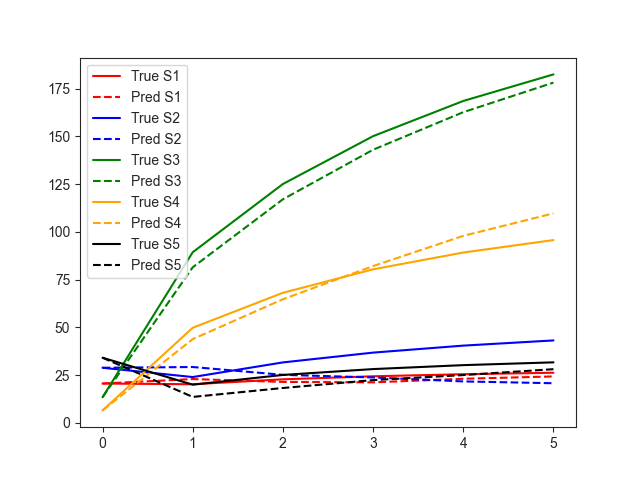 175
150
125
100
75
50
25
0
True S1
Pred S1
True S2
Pred S2
True S3
Pred S3
True S4
Pred S4
True S5
Pred S5
0 1 2 3 4 5